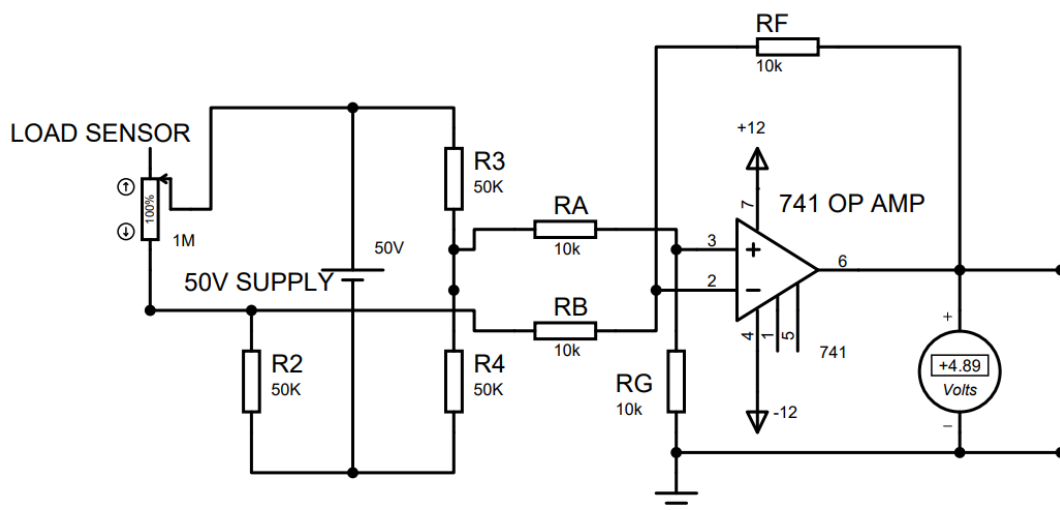 RF
10k
LOAD SENSOR
100%
1M
R3
50K
+12
7
741 OP AMP
RA
10k
3
2
6
50V
50V SUPPLY
RB
10k
4
1
5
741
R2
50K
R4
50K
RG
10k
-12
+
+4.89
Volts